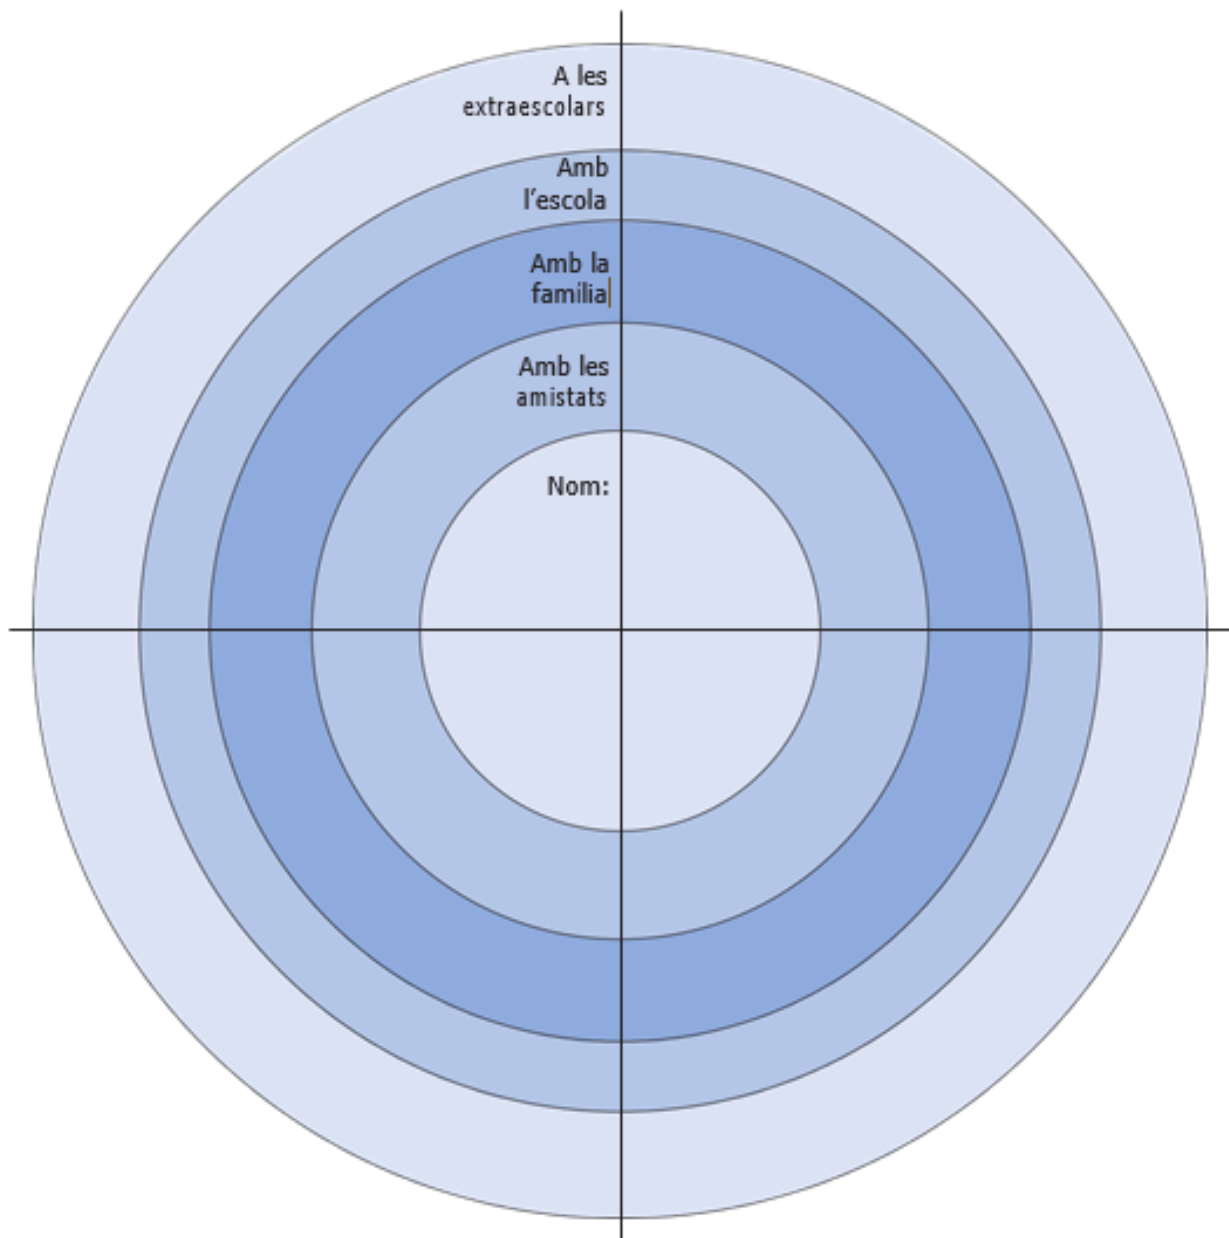 A les
extraescolars
Amb
l'escola
Amb la
família
Amb les
amistats
Nom: